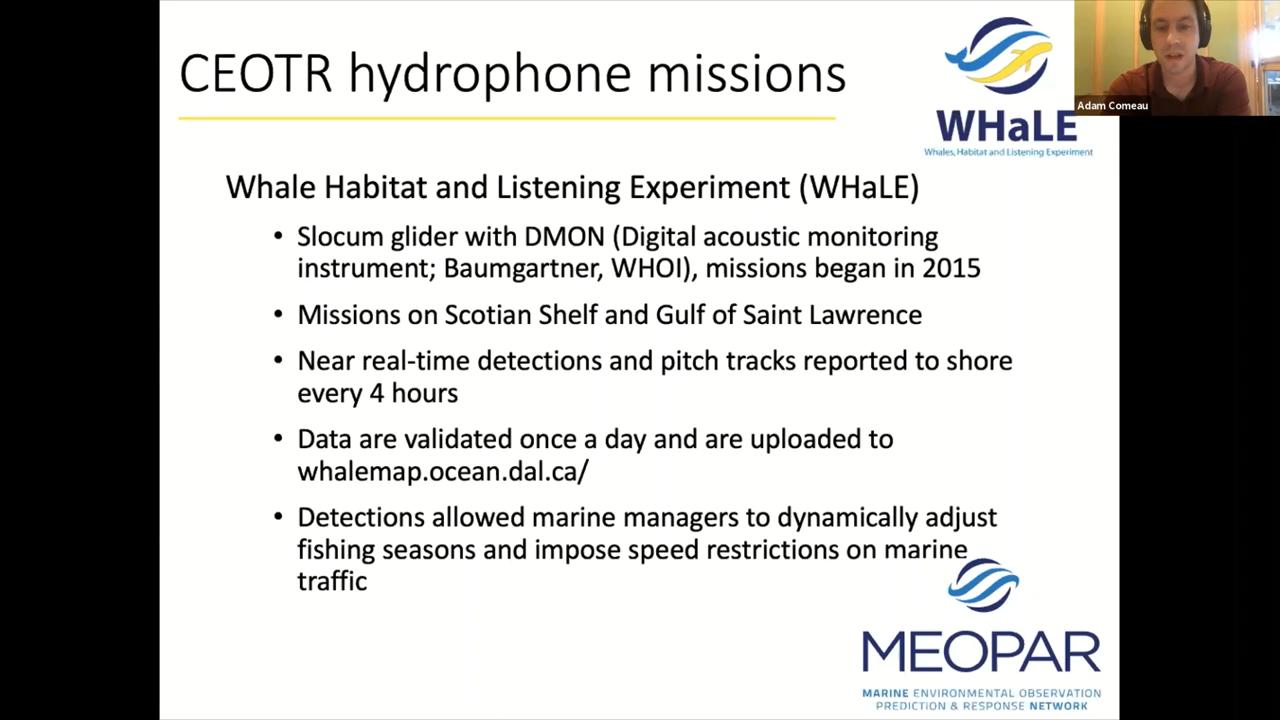 CEOTR hydrophone missions
WHaLE
Whales, Habitat and Listening Experiment
Adam Comeau
Whale Habitat and Listening Experiment (WHaLE)
• Slocum glider with DMON (Digital acoustic monitoring
instrument; Baumgartner, WHOI), missions began in 2015
• Missions on Scotian Shelf and Gulf of Saint Lawrence
• Near real-time detections and pitch tracks reported to shore
every 4 hours
• Data are validated once a day and are uploaded to
whalemap.ocean.dal.ca/
• Detections allowed marine managers to dynamically adjust
fishing seasons and impose speed restrictions on marine
traffic
MEOPAR
MARINE ENVIRONMENTAL OBSERVATION
PREDICTION & RESPONSE NETWORK